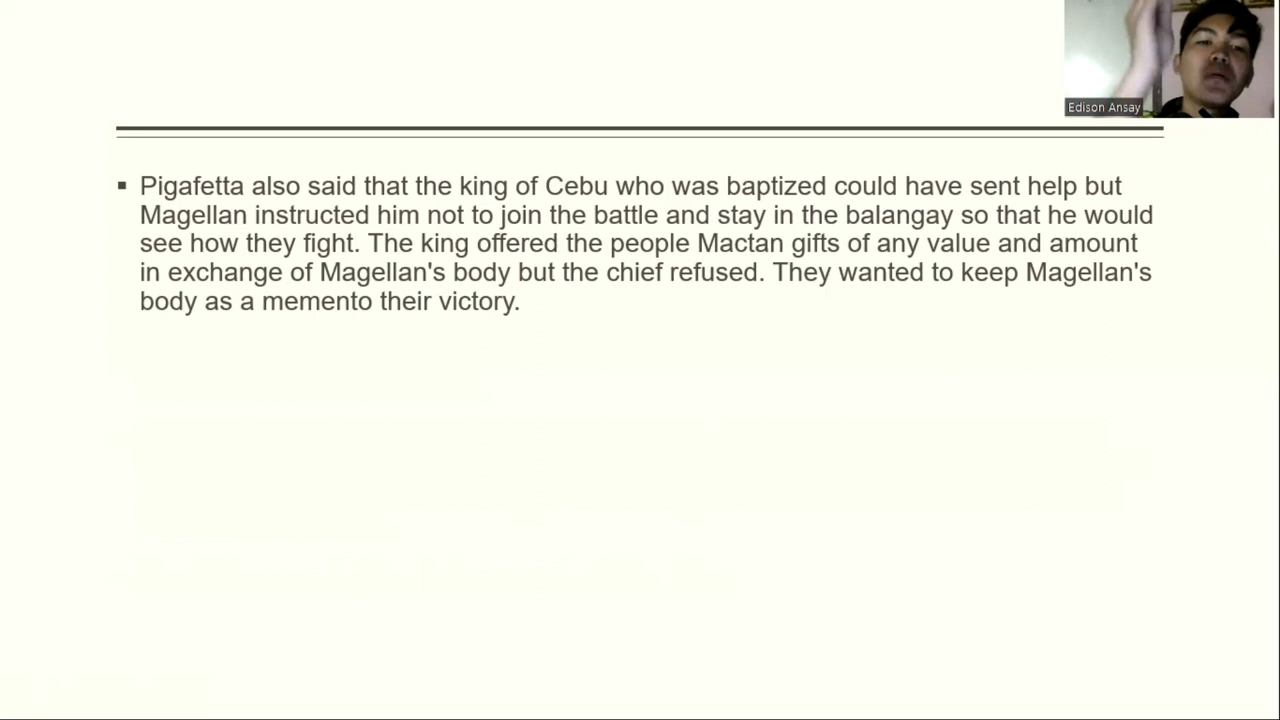 Edison Ansay
▪ Pigafetta also said that the king of Cebu who was baptized could have sent help but
Magellan instructed him not to join the battle and stay in the balangay so that he would
see how they fight. The king offered the people Mactan gifts of any value and amount
in exchange of Magellan's body but the chief refused. They wanted to keep Magellan's
body as a memento their victory.